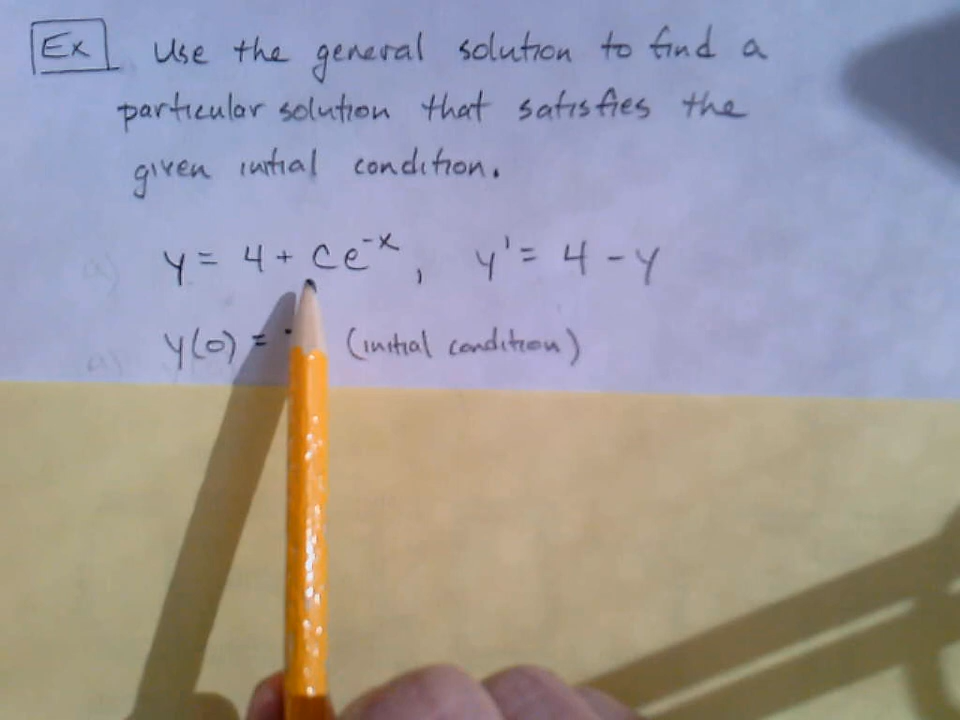 Ex Use the general solution to find a
particular solution that satisfies the
given initial condition.
y = 4 + Ce^-x, y' = 4 - y
y(0) = (initial condition)